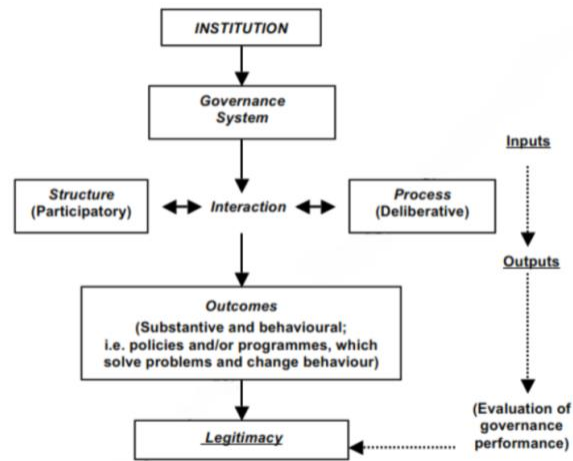 INSTITUTION
Governance
System
Inputs
Structure
(Participatory)
Interaction
Process
(Deliberative)
Outputs
Outcomes
(Substantive and behavioural;
i.e. policies and/or programmes, which
solve problems and change behaviour)
(Evaluation of
governance
performance)
Legitimacy